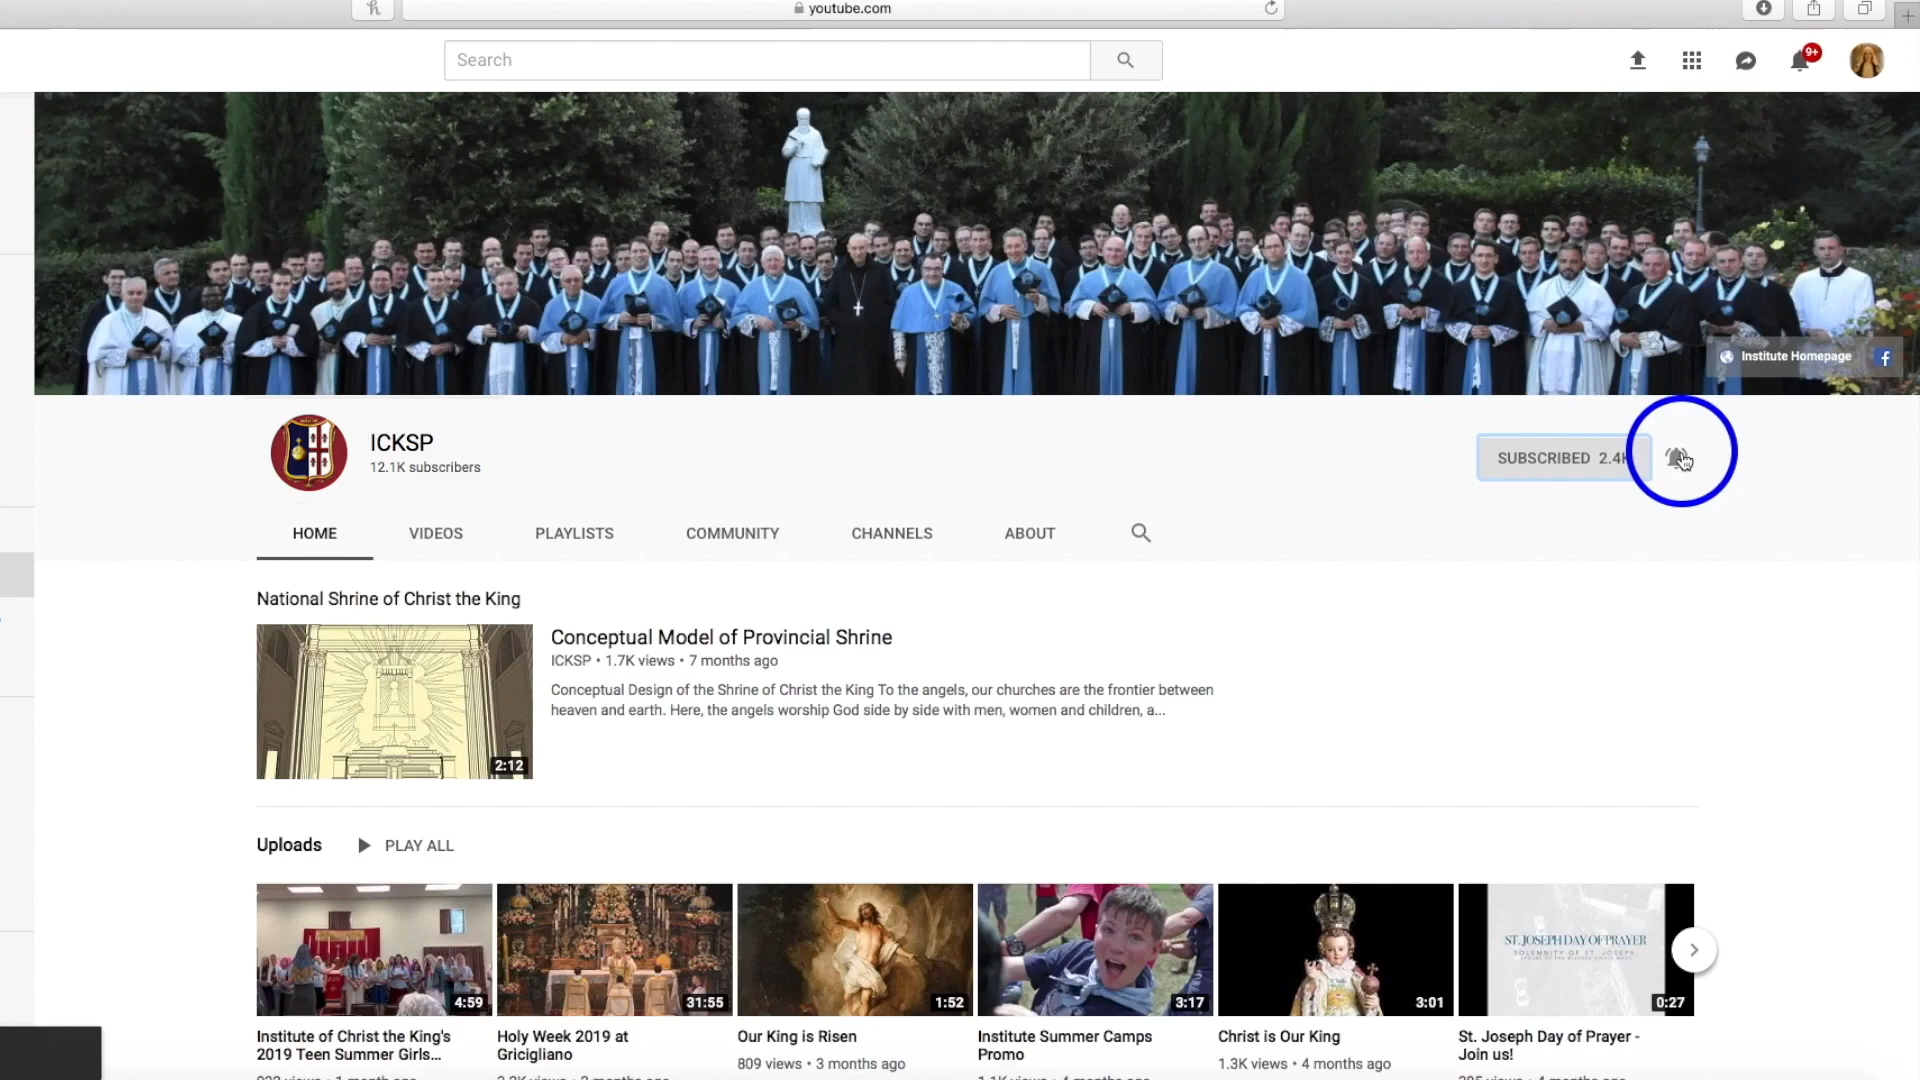 youtube.com
Search
9+
Institute Homepage
ICKSP
12.1K subscribers
SUBSCRIBED 2.4K
HOME
VIDEOS
PLAYLISTS
COMMUNITY
CHANNELS
ABOUT
National Shrine of Christ the King
Conceptual Model of Provincial Shrine
ICKSP • 1.7K views • 7 months ago
Conceptual Design of the Shrine of Christ the King To the angels, our churches are the frontier between
heaven and earth. Here, the angels worship God side by side with men, women and children, a...
2:12
Uploads
PLAY ALL
4:59
31:55
1:52
3:17
3:01
ST. JOSEPH DAY OF PRAYER
SOLEMNITY OF ST. JOSEPH,
0:27
Institute of Christ the King's
2019 Teen Summer Girls...
Holy Week 2019 at
Gricigliano
Our King is Risen
809 views • 3 months ago
Institute Summer Camps
Promo
Christ is Our King
1.3K views • 4 months ago
St. Joseph Day of Prayer -
Join us!